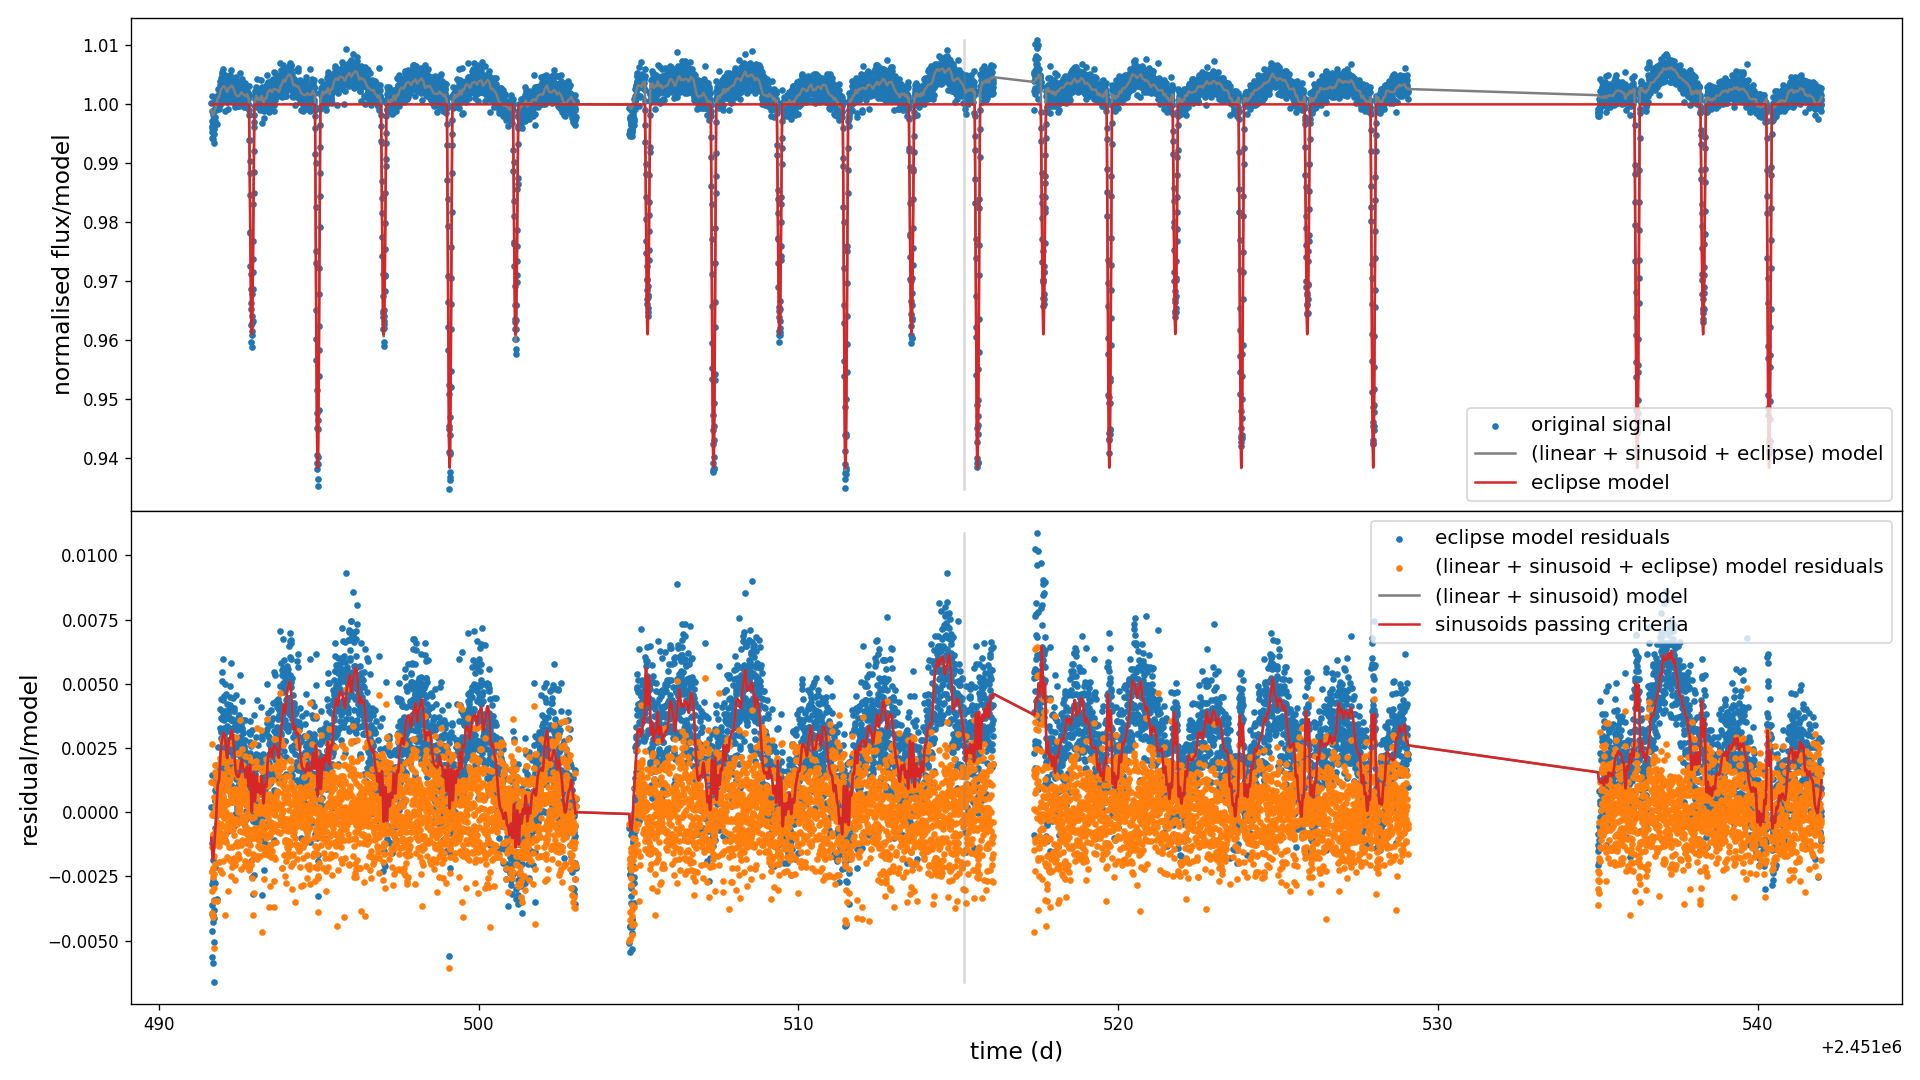 normalised flux/model
1.01
1.00
0.99
0.98
0.97
0.96
0.95
0.94
original signal
(linear + sinusoid + eclipse) model
eclipse model
residual/model
0.0100
0.0075
0.0050
0.0025
0.0000
−0.0025
−0.0050
eclipse model residuals
(linear + sinusoid + eclipse) model residuals
(linear + sinusoid) model
sinusoids passing criteria
490 500 510 520 530 540
time (d)
+2.451e6